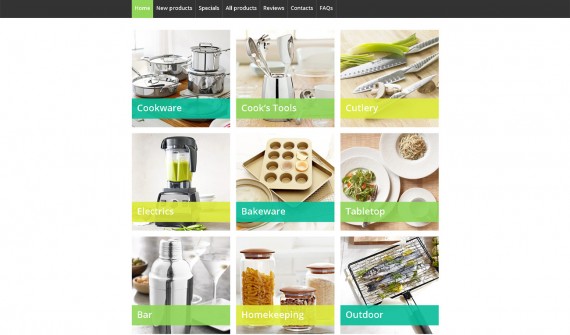 Home New products Specials All products Reviews Contacts FAQs
Cookware Cook's Tools Cutlery
Electrics Bakeware Tabletop
Bar Homekeeping Outdoor